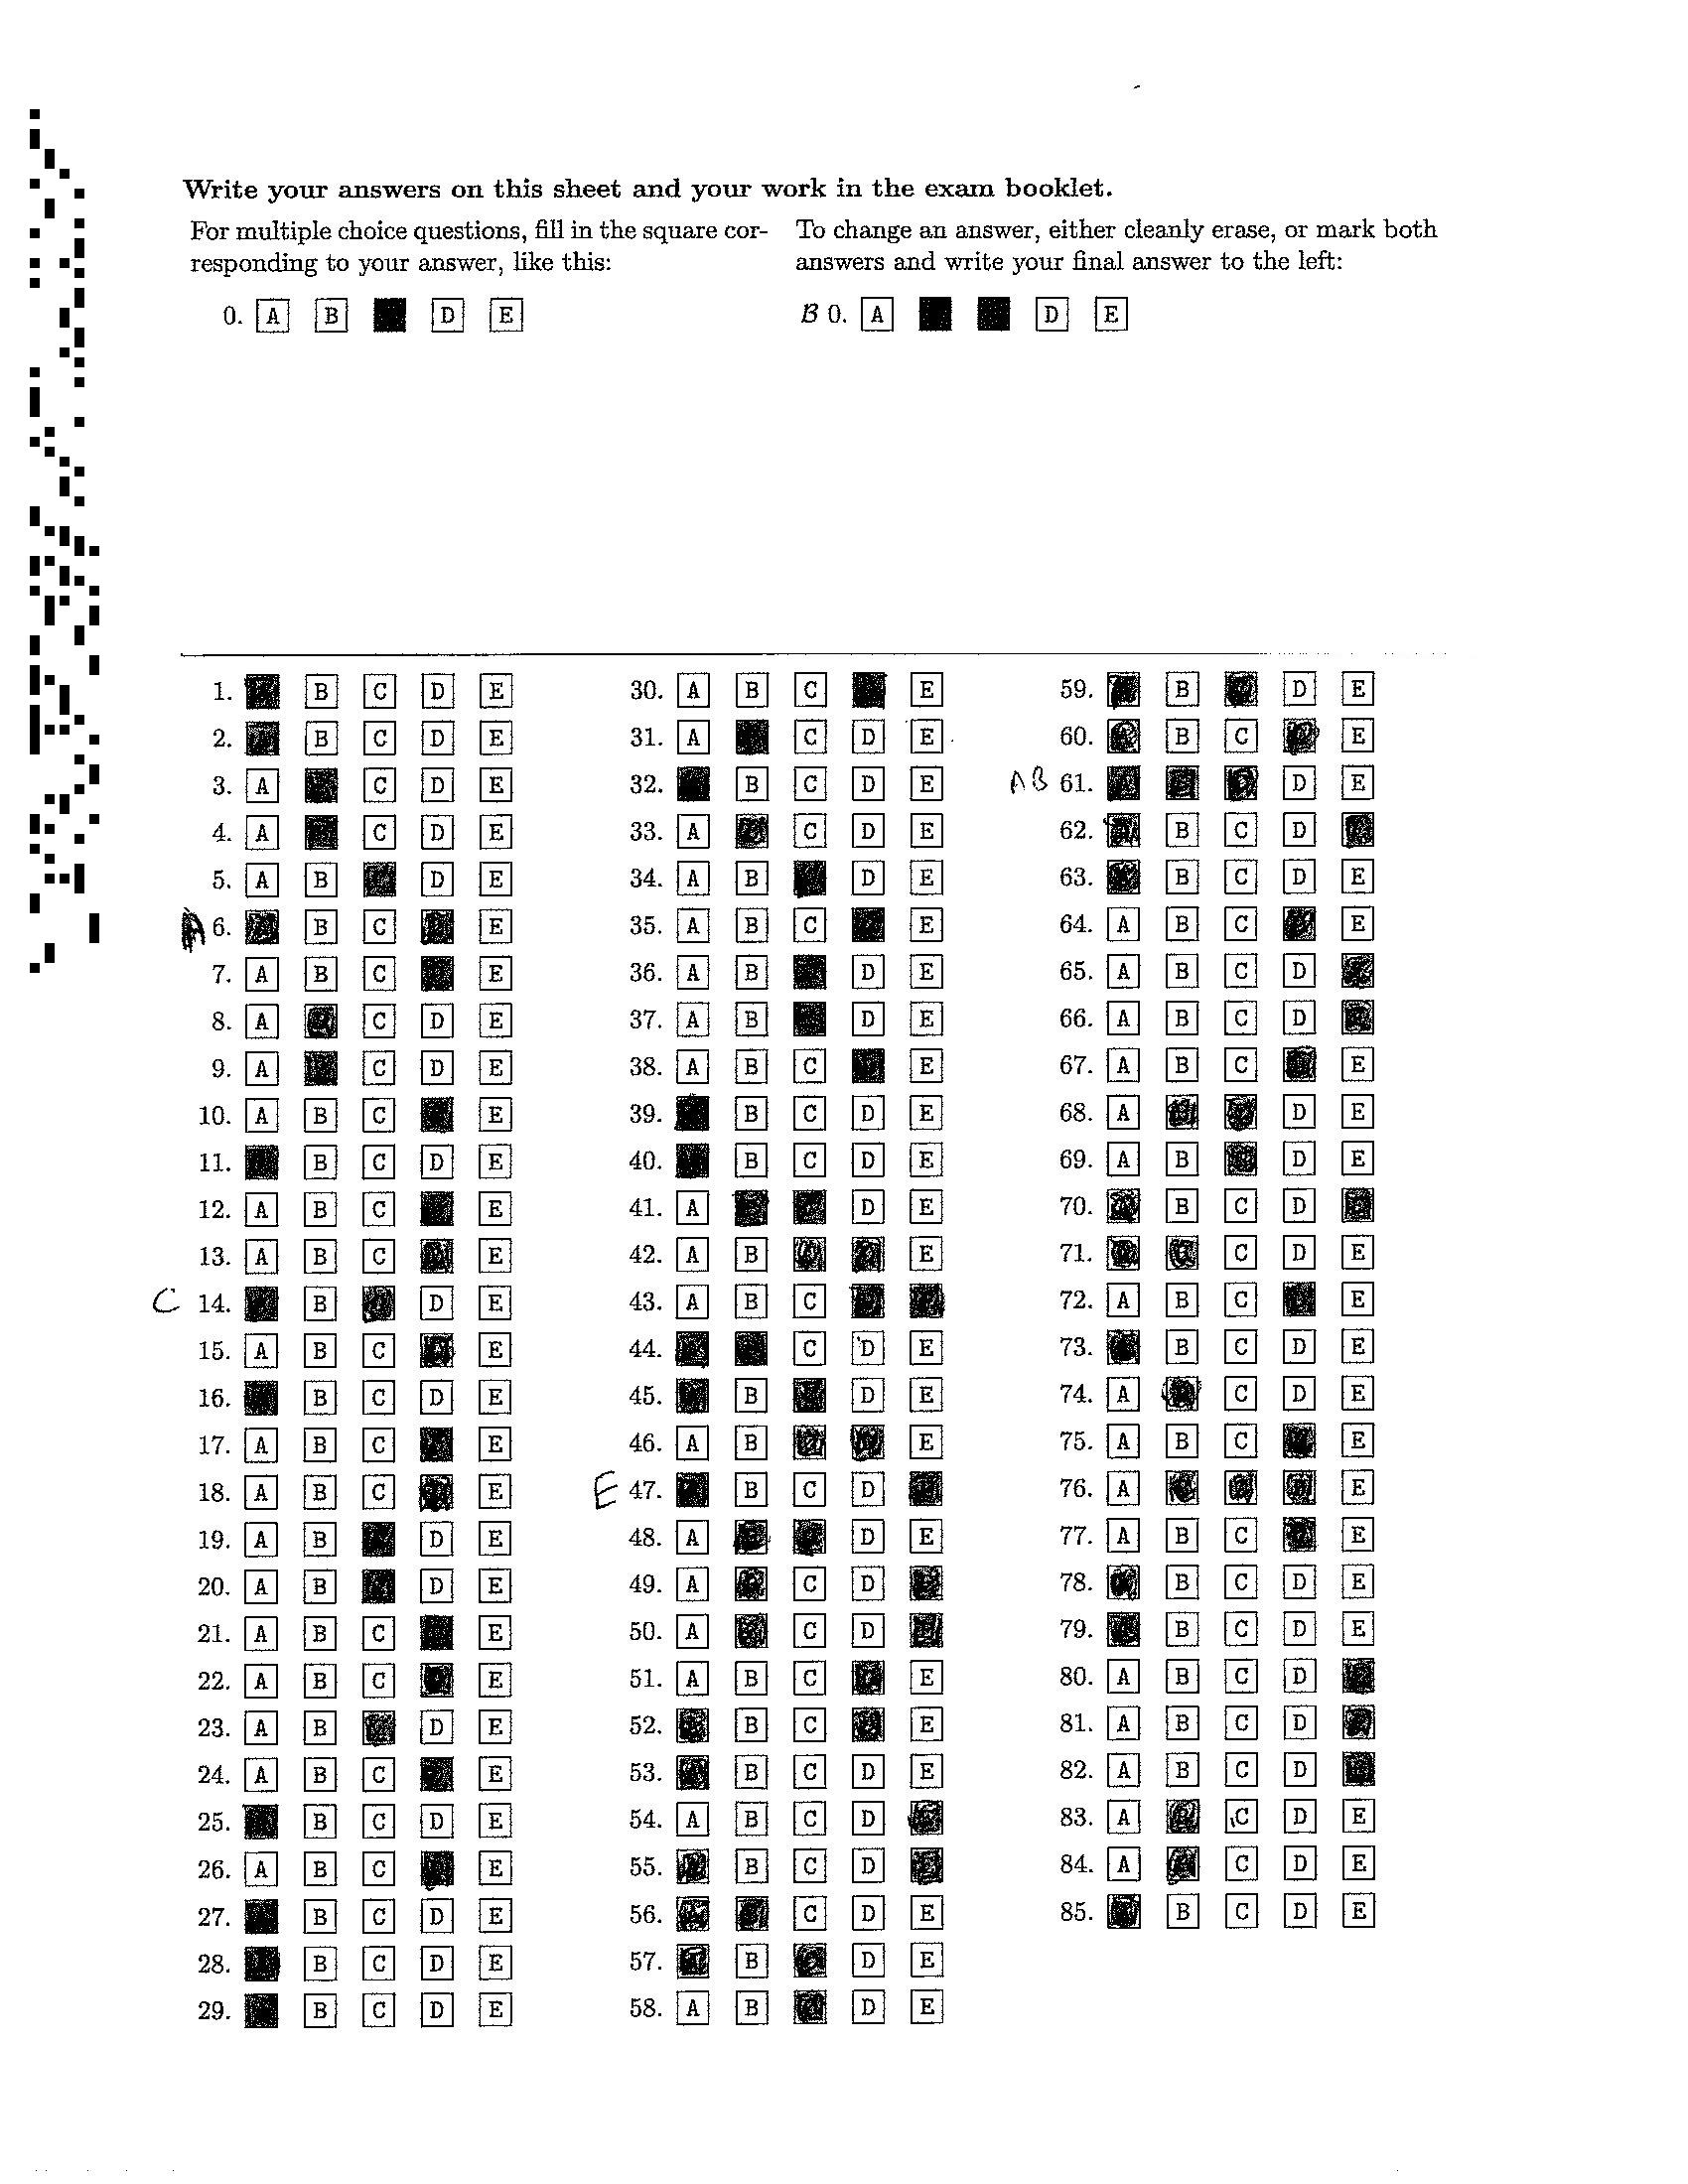 Write your answers on this sheet and your work in the exam booklet.
For multiple choice questions, fill in the square cor-
responding to your answer, like this:
0. A B D E
To change an answer, either cleanly erase, or mark both
answers and write your final answer to the left:
B 0. A D E
1. B C D E
2. B C D E
3. A C D E
4. A C D E
5. A B D E
A 6. B C E
7. A B C E
8. A C D E
9. A C D E
10. A B C E
11. B C D E
12. A B C E
13. A B C E
C 14. B D E
15. A B C E
16. B C D E
17. A B C E
18. A B C E
19. A B D E
20. A B D E
21. A B C E
22. A B C E
23. A B D E
24. A B C E
25. B C D E
26. A B C E
27. B C D E
28. B C D E
29. B C D E
30. A B C E
31. A C D E
32. B C D E
33. A C D E
34. A B D E
35. A B C E
36. A B D E
37. A B D E
38. A B C E
39. B C D E
40. B C D E
41. A D E
42. A B E
43. A B C
44. C D E
45. B D E
46. A B E
E 47. B C D
48. A D E
49. A C D
50. A C D
51. A B C E
52. B C E
53. B C D E
54. A B C D
55. B C D
56. C D E
57. B D E
58. A B D E
59. B D E
60. B C E
AB 61. D E
62. B C D
63. B C D E
64. A B C E
65. A B C D
66. A B C D
67. A B C E
68. A D E
69. A B D E
70. B C D
71. C D E
72. A B C E
73. B C D E
74. A C D E
75. A B C E
76. A E
77. A B C E
78. B C D E
79. B C D E
80. A B C D
81. A B C D
82. A B C D
83. A C D E
84. A C D E
85. B C D E